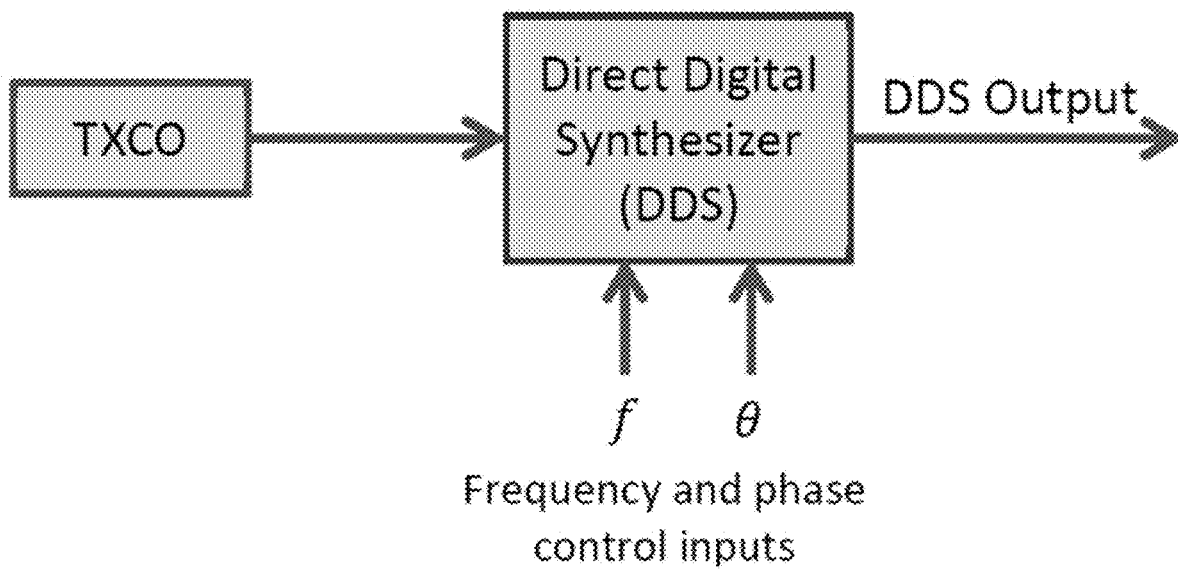 TXCO
Direct Digital
Synthesizer
(DDS)
DDS Output
f θ
Frequency and phase
control inputs